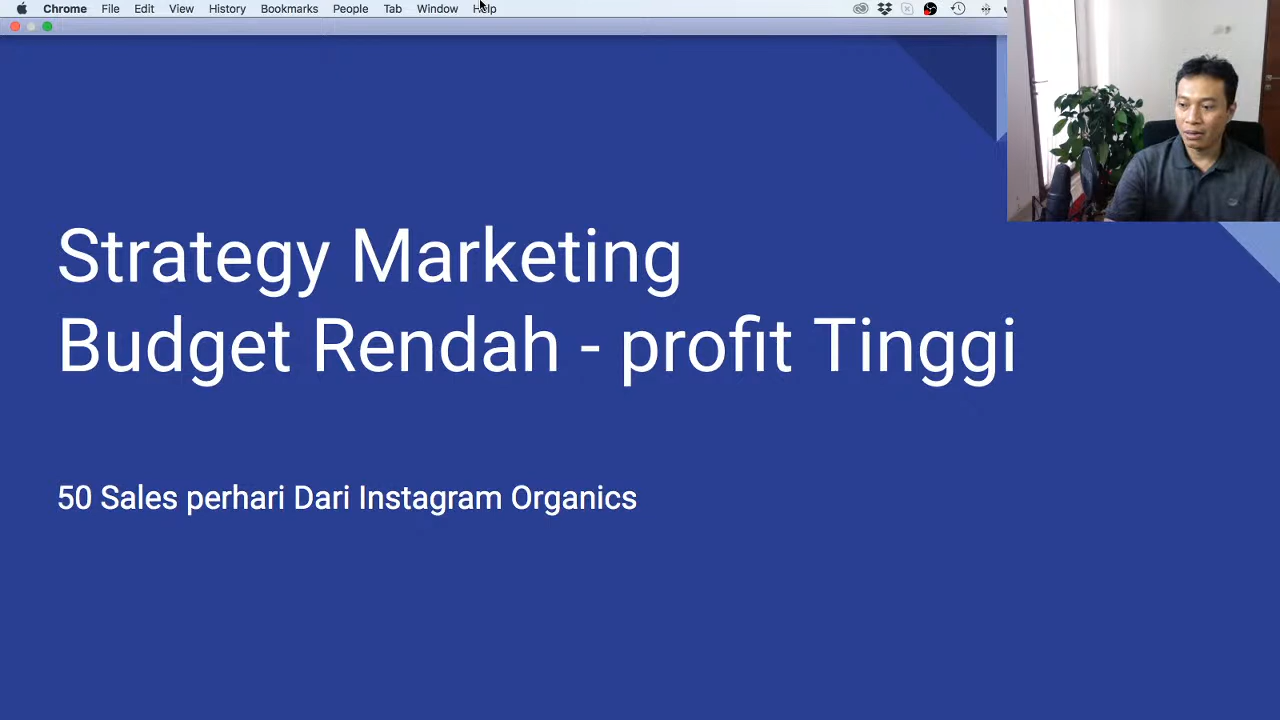 Chrome File Edit View History Bookmarks People Tab Window Help
Strategy Marketing
Budget Rendah - profit Tinggi
50 Sales perhari Dari Instagram Organics